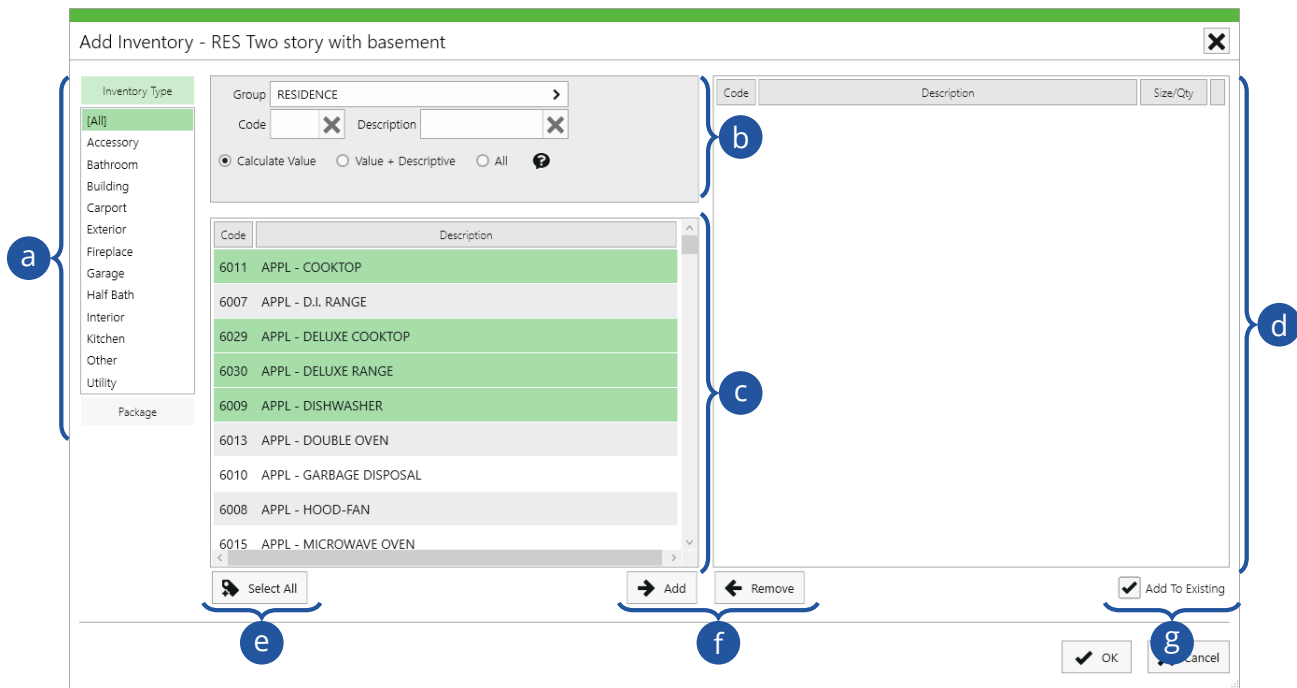 Add Inventory - RES Two story with basement
Inventory Type
[All]
Accessory
Bathroom
Building
Carport
Exterior
Fireplace
Garage
Half Bath
Interior
Kitchen
Other
Utility
Package
a
Group RESIDENCE
Code Description
Calculate Value Value + Descriptive All ?
b
Code Description
6011 APPL - COOKTOP
6007 APPL - D.I. RANGE
6029 APPL - DELUXE COOKTOP
6030 APPL - DELUXE RANGE
6009 APPL - DISHWASHER
6013 APPL - DOUBLE OVEN
6010 APPL - GARBAGE DISPOSAL
6008 APPL - HOOD-FAN
6015 APPL - MICROWAVE OVEN
c
Code Description Size/Qty
d
Select All Add Remove Add To Existing
e f g
OK Cancel